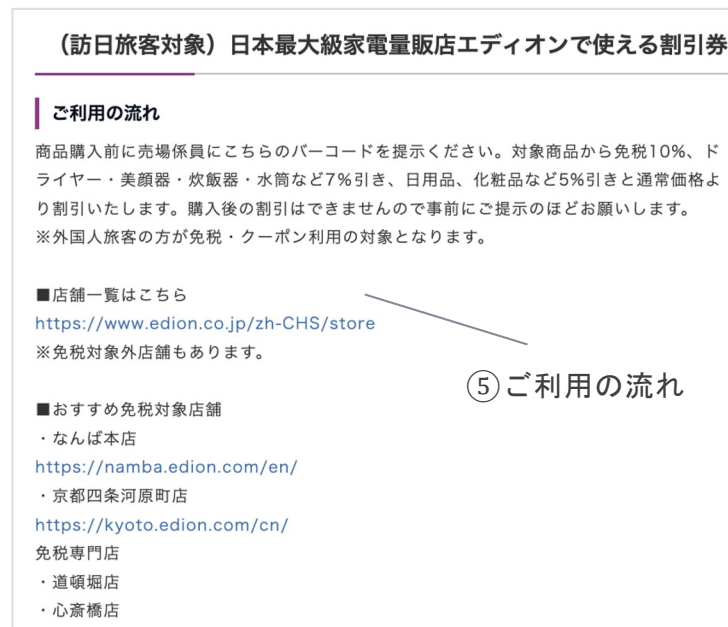 （訪日旅客対象）日本最大級家電量販店エディオンで使える割引券
ご利用の流れ
商品購入前に売場係員にこちらのバーコードを提示ください。対象商品から免税10%、ド
ライヤー・美顔器・炊飯器・水筒など7%引き、日用品、化粧品など5%引きと通常価格よ
り割引いたします。購入後の割引はできませんので事前にご提示のほどお願いします。
※外国人旅客の方が免税・クーポン利用の対象となります。
■店舗一覧はこちら
https://www.edion.co.jp/zh-CHS/store
※免税対象外店舗もあります。
⑤ご利用の流れ
■おすすめ免税対象店舗
・なんば本店
https://namba.edion.com/en/
・京都四条河原町店
https://kyoto.edion.com/cn/
免税専門店
・道頓堀店
・心斎橋店